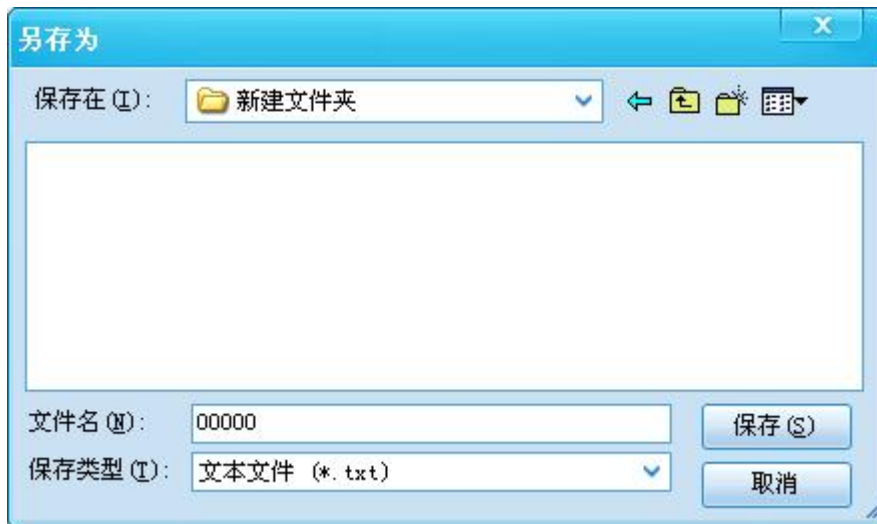 另存为
保存在(I):
新建文件夹
文件名(N):
00000
保存(S)
保存类型(T):
文本文件 (*.txt)
取消